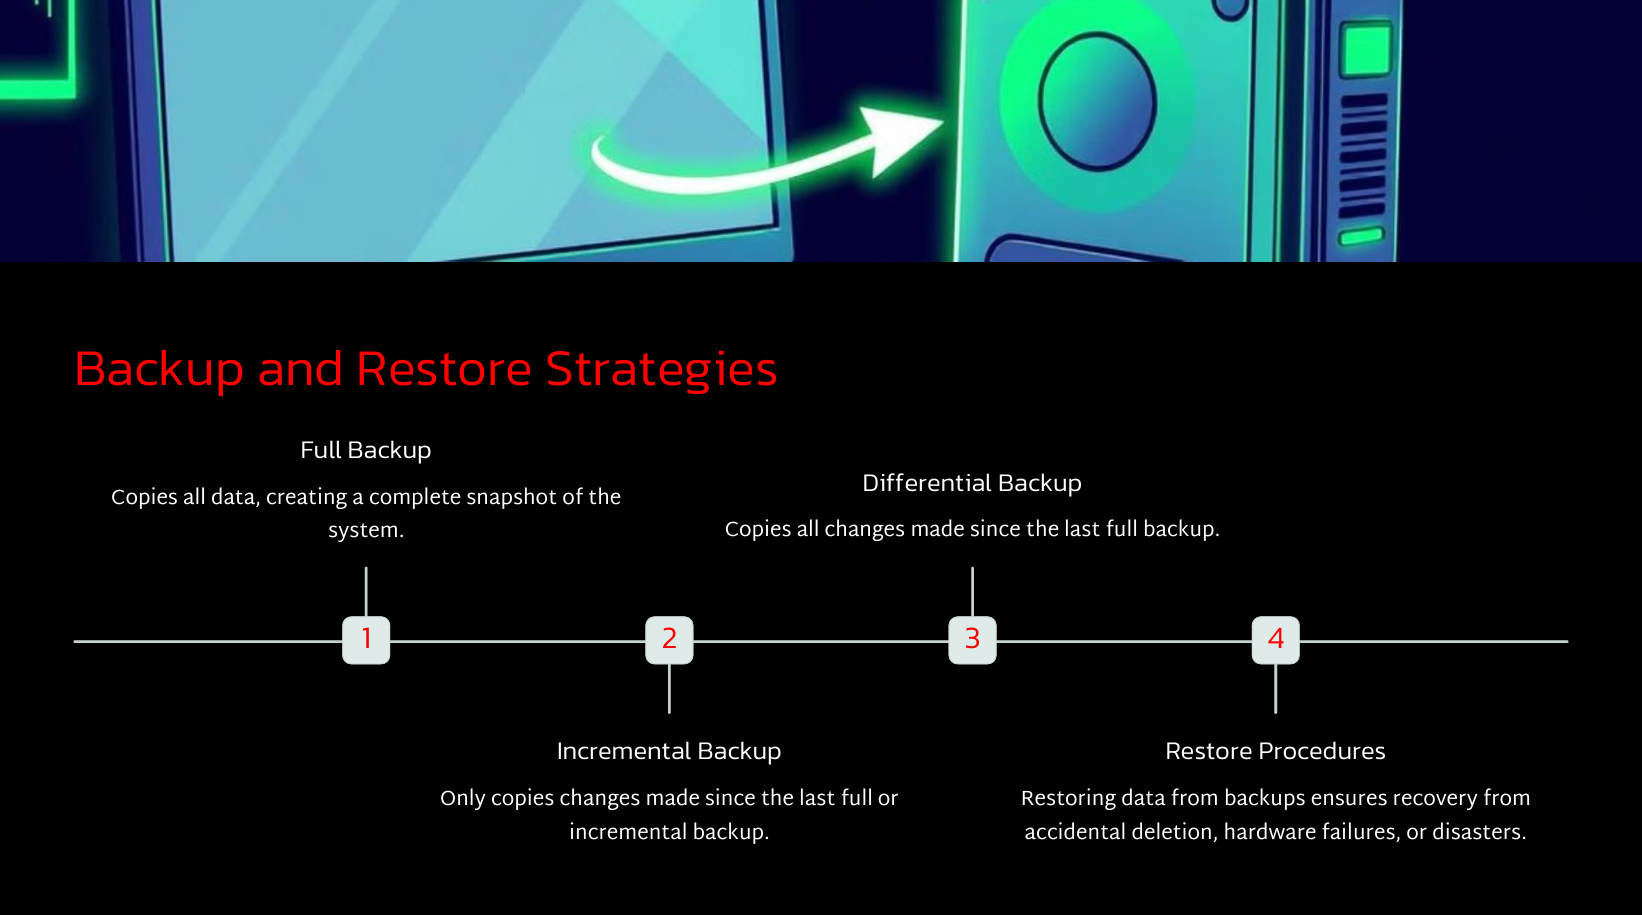 Backup and Restore Strategies
Full Backup
Copies all data, creating a complete snapshot of the
system.
Differential Backup
Copies all changes made since the last full backup.
1
2
3
4
Incremental Backup
Only copies changes made since the last full or
incremental backup.
Restore Procedures
Restoring data from backups ensures recovery from
accidental deletion, hardware failures, or disasters.